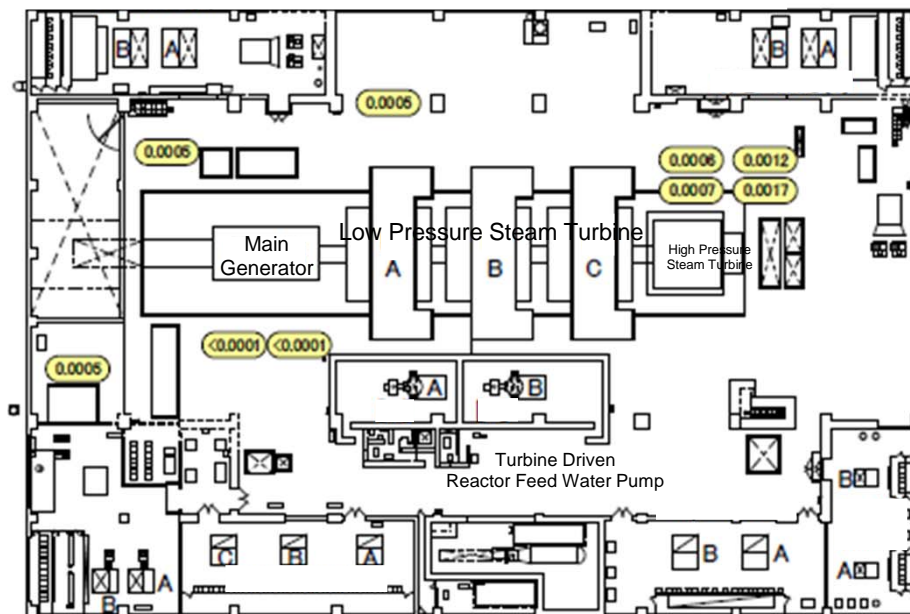 B A
B A
0.0005
0.0005
0.0006 0.0012
0.0007 0.0017
Low Pressure Steam Turbine
Main
Generator
High Pressure
Steam Turbine
A B C
<0.0001 <0.0001
0.0005
A B
Turbine Driven
Reactor Feed Water Pump
B
A
B A
C B A
B A